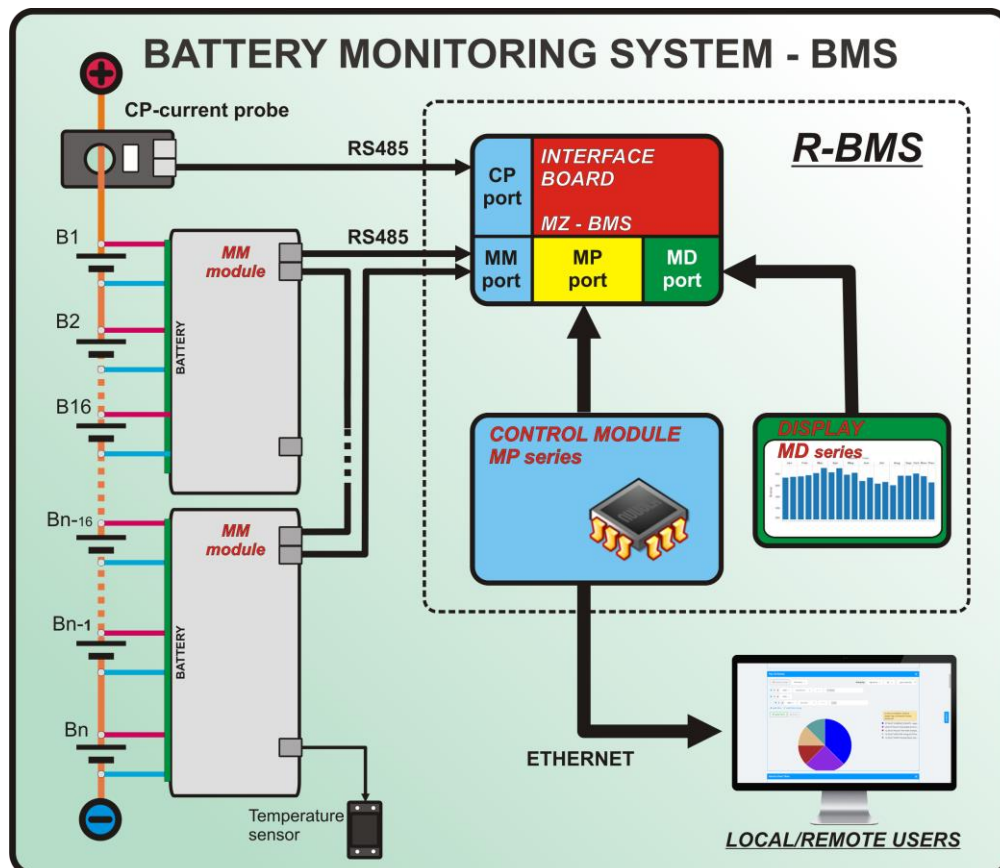 BATTERY MONITORING SYSTEM - BMS
CP-current probe
RS485
R-BMS
CP
port
INTERFACE
BOARD
MZ - BMS
B1
MM
module
RS485
MM
port
MP
port
MD
port
B2
BATTERY
B16
CONTROL MODULE
MP series
DISPLAY
MD series
Bn-16
MM
module
Bn-1
BATTERY
Bn
ETHERNET
Temperature
sensor
LOCAL/REMOTE USERS